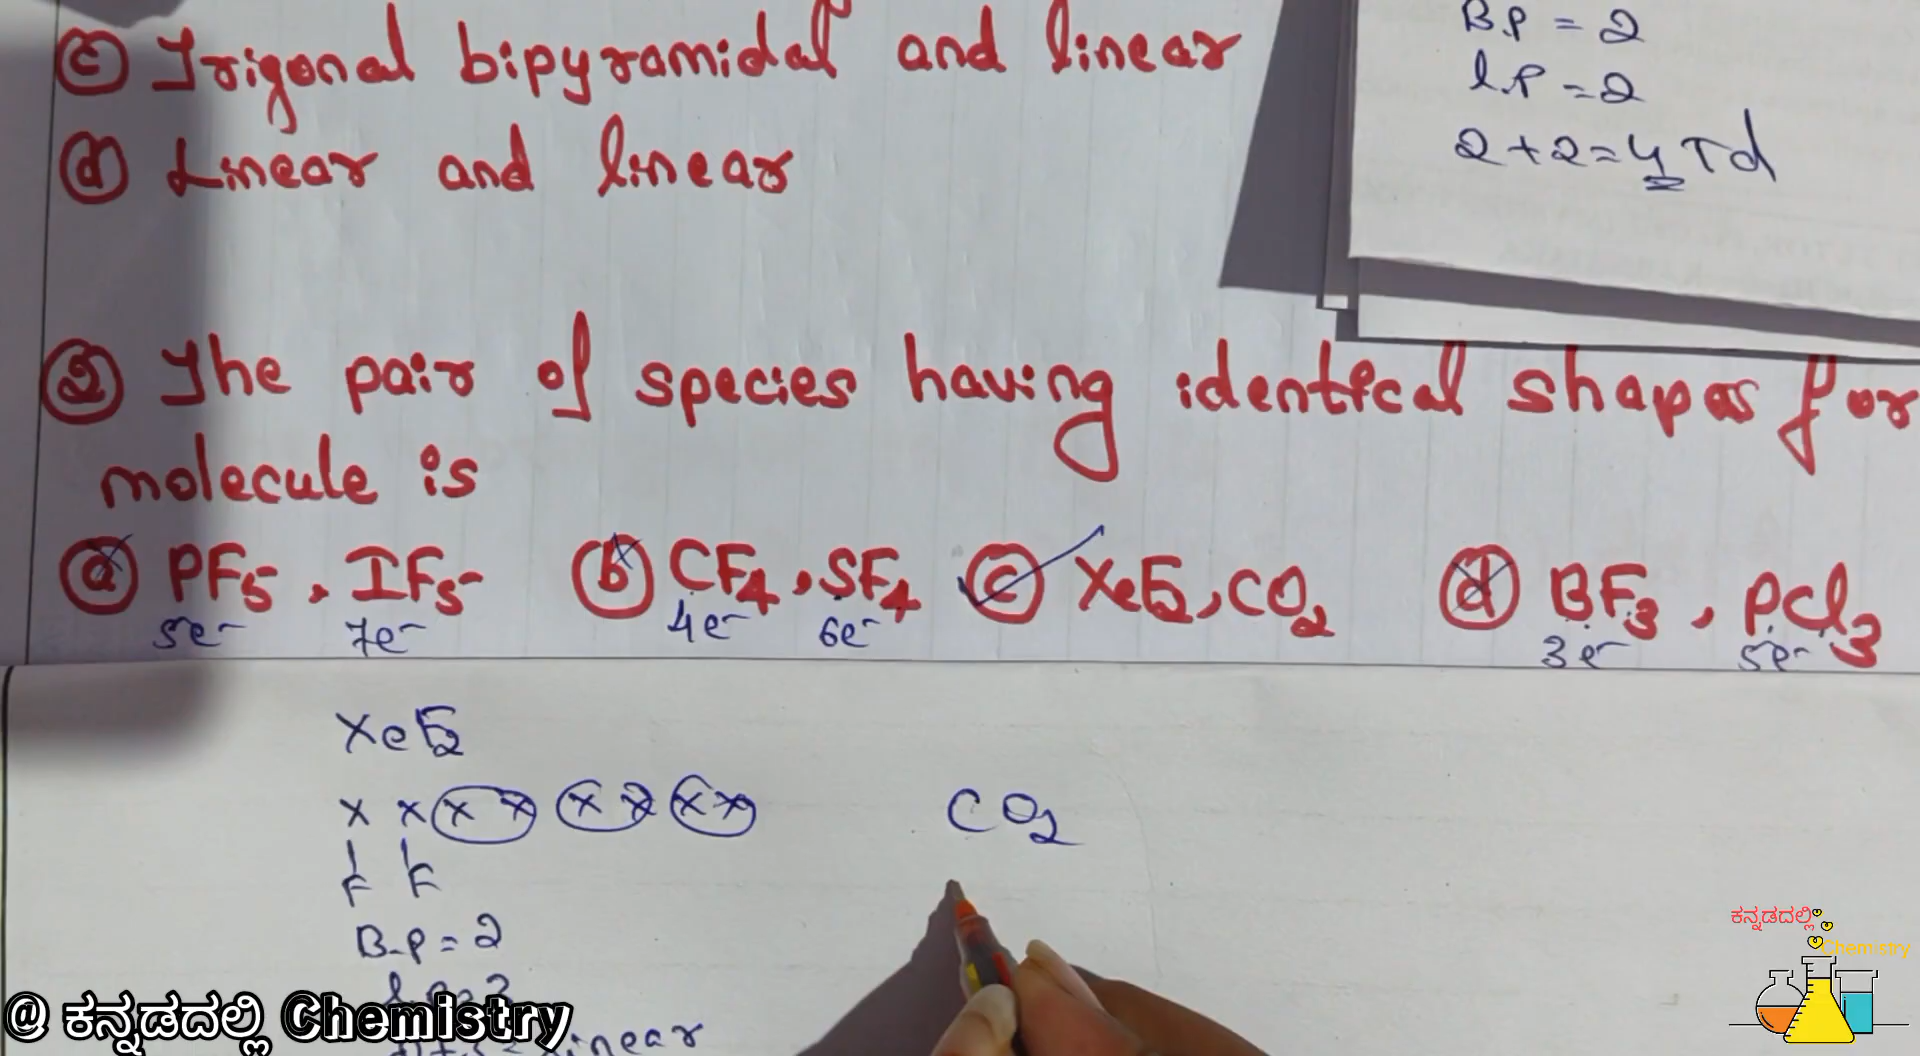 B.P = 2
l.P = 2
2 + 2 = 4 Td
c Trigonal bipyramidal and linear
d Linear and linear
2 The pair of species having identical shapes for
molecule is
a PF5 , IF5 b CF4 , SF4 c XeF2 , CO2 d BF3 , PCl3
5e- 7e- 4e- 6e- 3e- 5e-
XeF2
x x x x x x x x CO2
F F
B.P = 2
l.p = 3
linear
ಕನ್ನಡದಲ್ಲಿ
Chemistry
@ ಕನ್ನಡದಲ್ಲಿ Chemistry